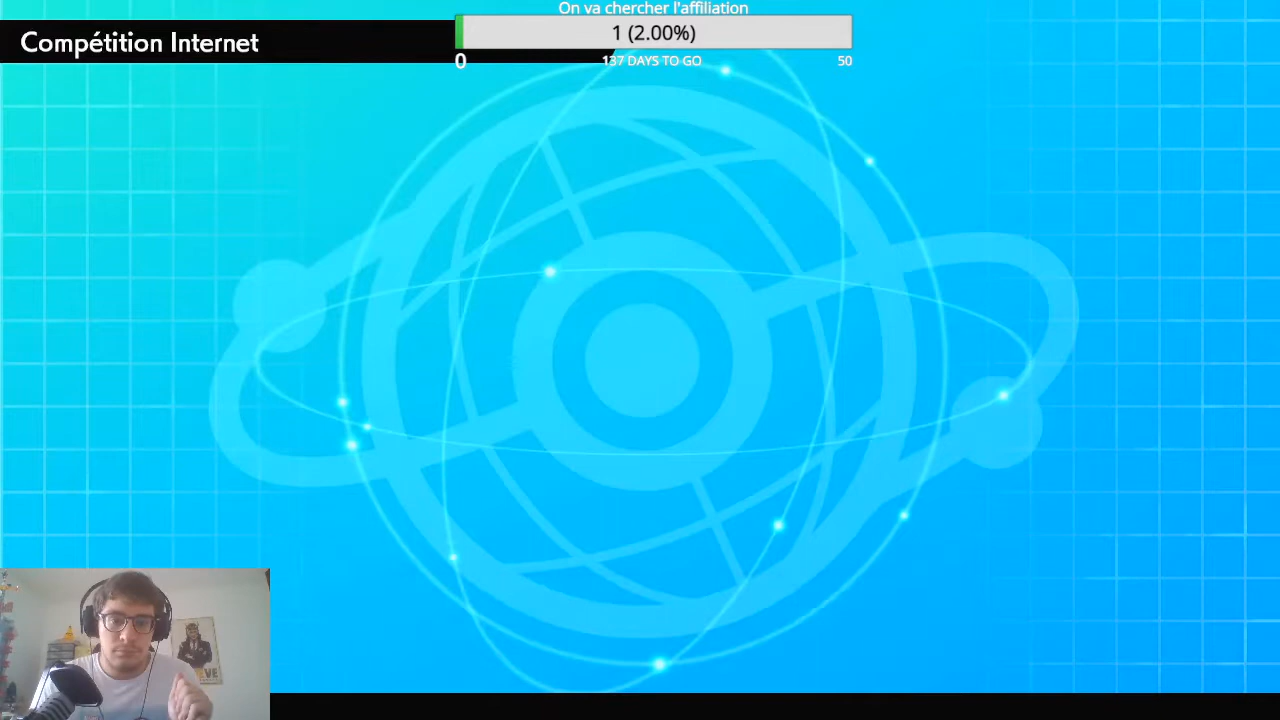 On va chercher l'affiliation
Compétition Internet
1 (2.00%)
0
137 DAYS TO GO
50